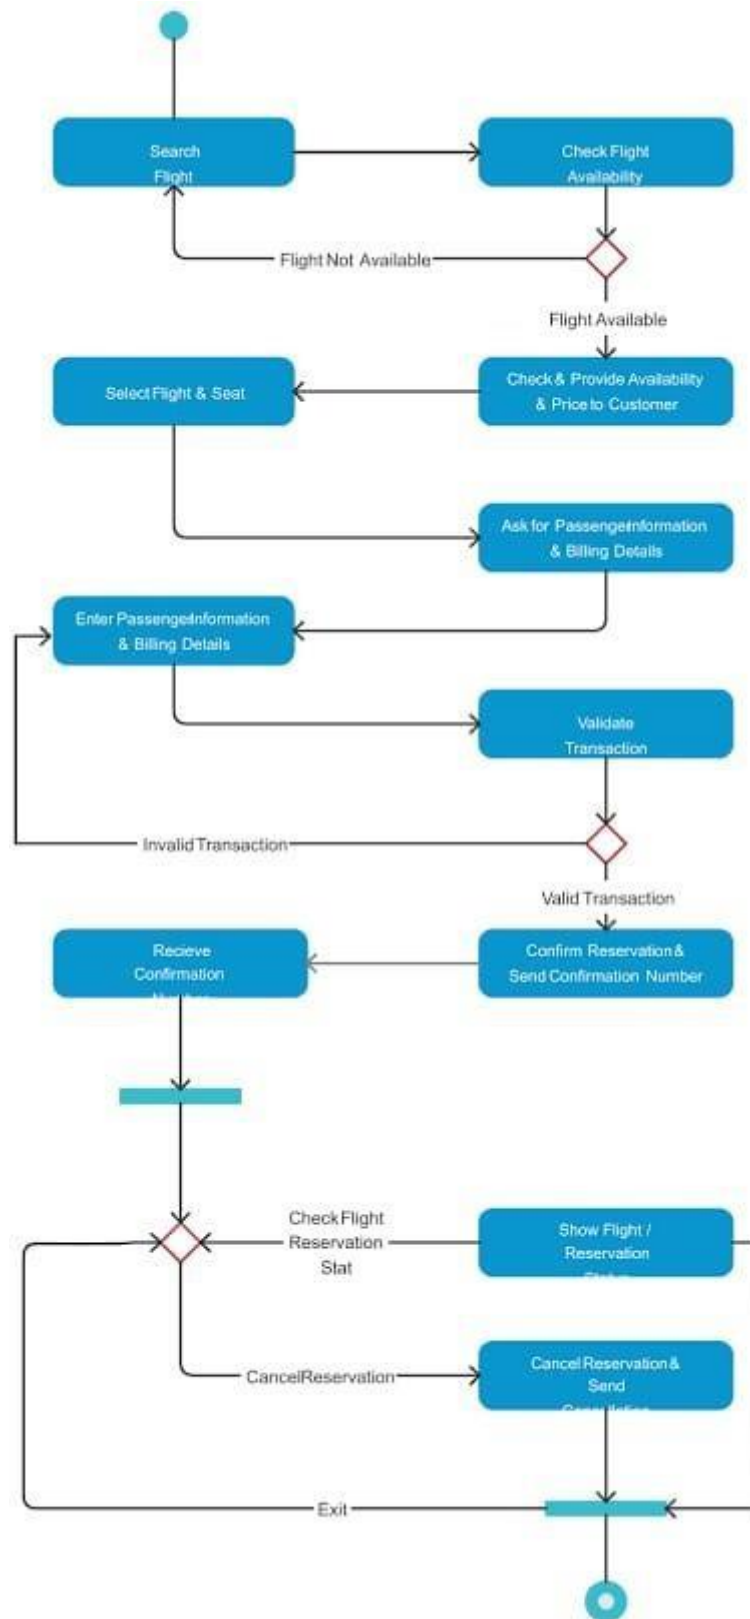 Search
Flight
Check Flight
Availability
Flight Not Available
Flight Available
Select Flight & Seat
Check & Provide Availability
& Price to Customer
Ask for PassengerInformation
& Billing Details
Enter PassengerInformation
& Billing Details
Validate
Transaction
Invalid Transaction
Valid Transaction
Recieve
Confirmation
Confirm Reservation &
Send Confirmation Number
Check Flight
Reservation
Stat
Show Flight /
Reservation
CancelReservation
Cancel Reservation &
Send
Exit